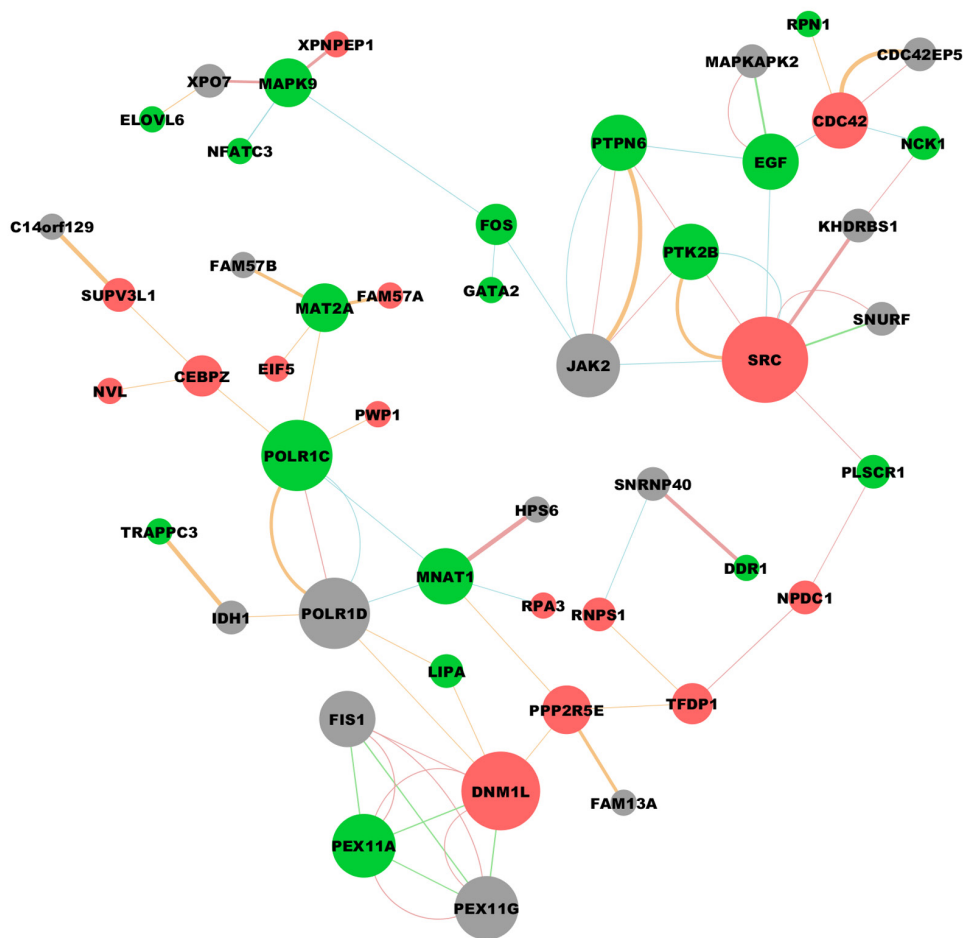 RPN1
XPNPEP1
CDC42EP5
MAPKAPK2
XPO7
MAPK9
ELOVL6
CDC42
NFATC3
PTPN6
NCK1
EGF
C14orf129
FOS
KHDRBS1
FAM57B
PTK2B
SUPV3L1
FAM57A
GATA2
MAT2A
SNURF
EIF5
JAK2
SRC
CEBPZ
NVL
PWP1
POLR1C
PLSCR1
SNRNP40
HPS6
TRAPPC3
DDR1
MNAT1
NPDC1
RPA3
RNPS1
POLR1D
IDH1
LIPA
TFDP1
PPP2R5E
FIS1
DNM1L
FAM13A
PEX11A
PEX11G